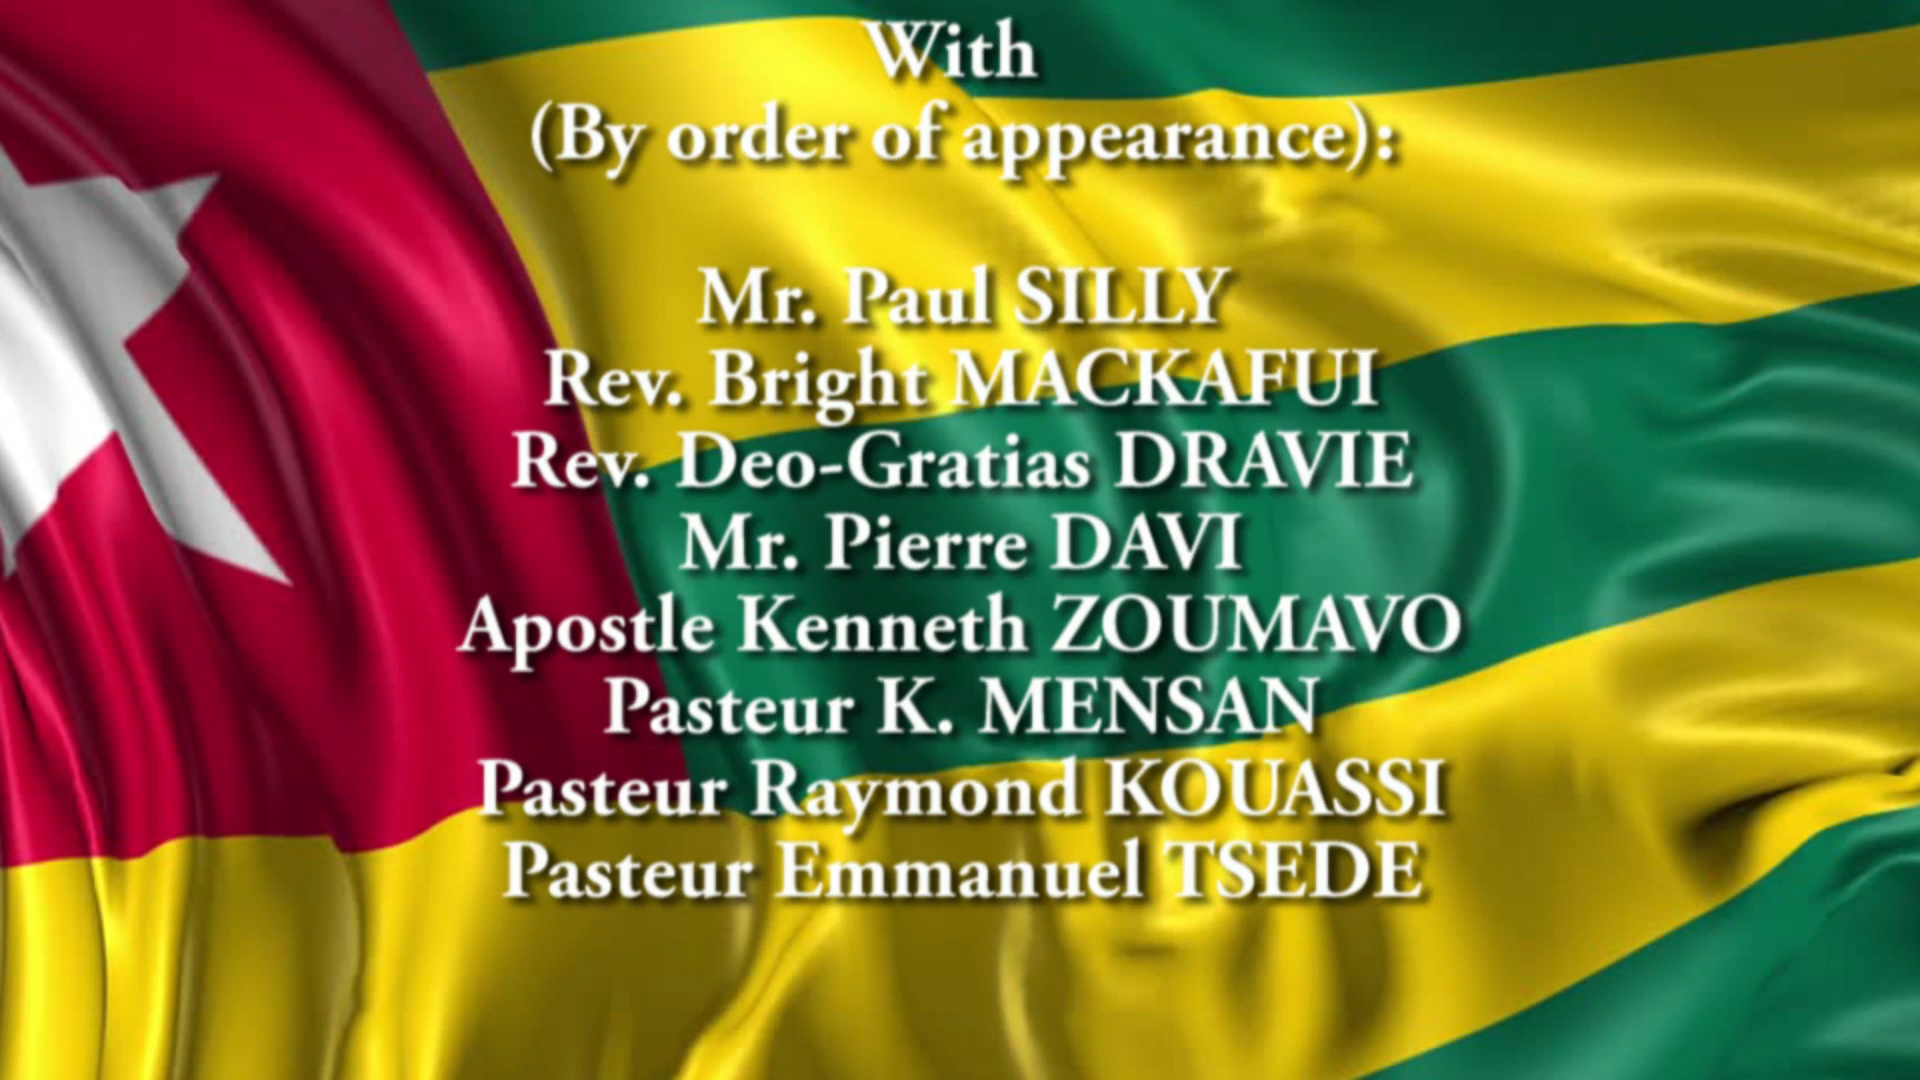 With
(By order of appearance):
Mr. Paul SILLY
Rev. Bright MACKAFUI
Rev. Deo-Gratias DRAVIE
Mr. Pierre DAVI
Apostle Kenneth ZOUMAVO
Pasteur K. MENSAN
Pasteur Raymond KOUASSI
Pasteur Emmanuel TSEDE